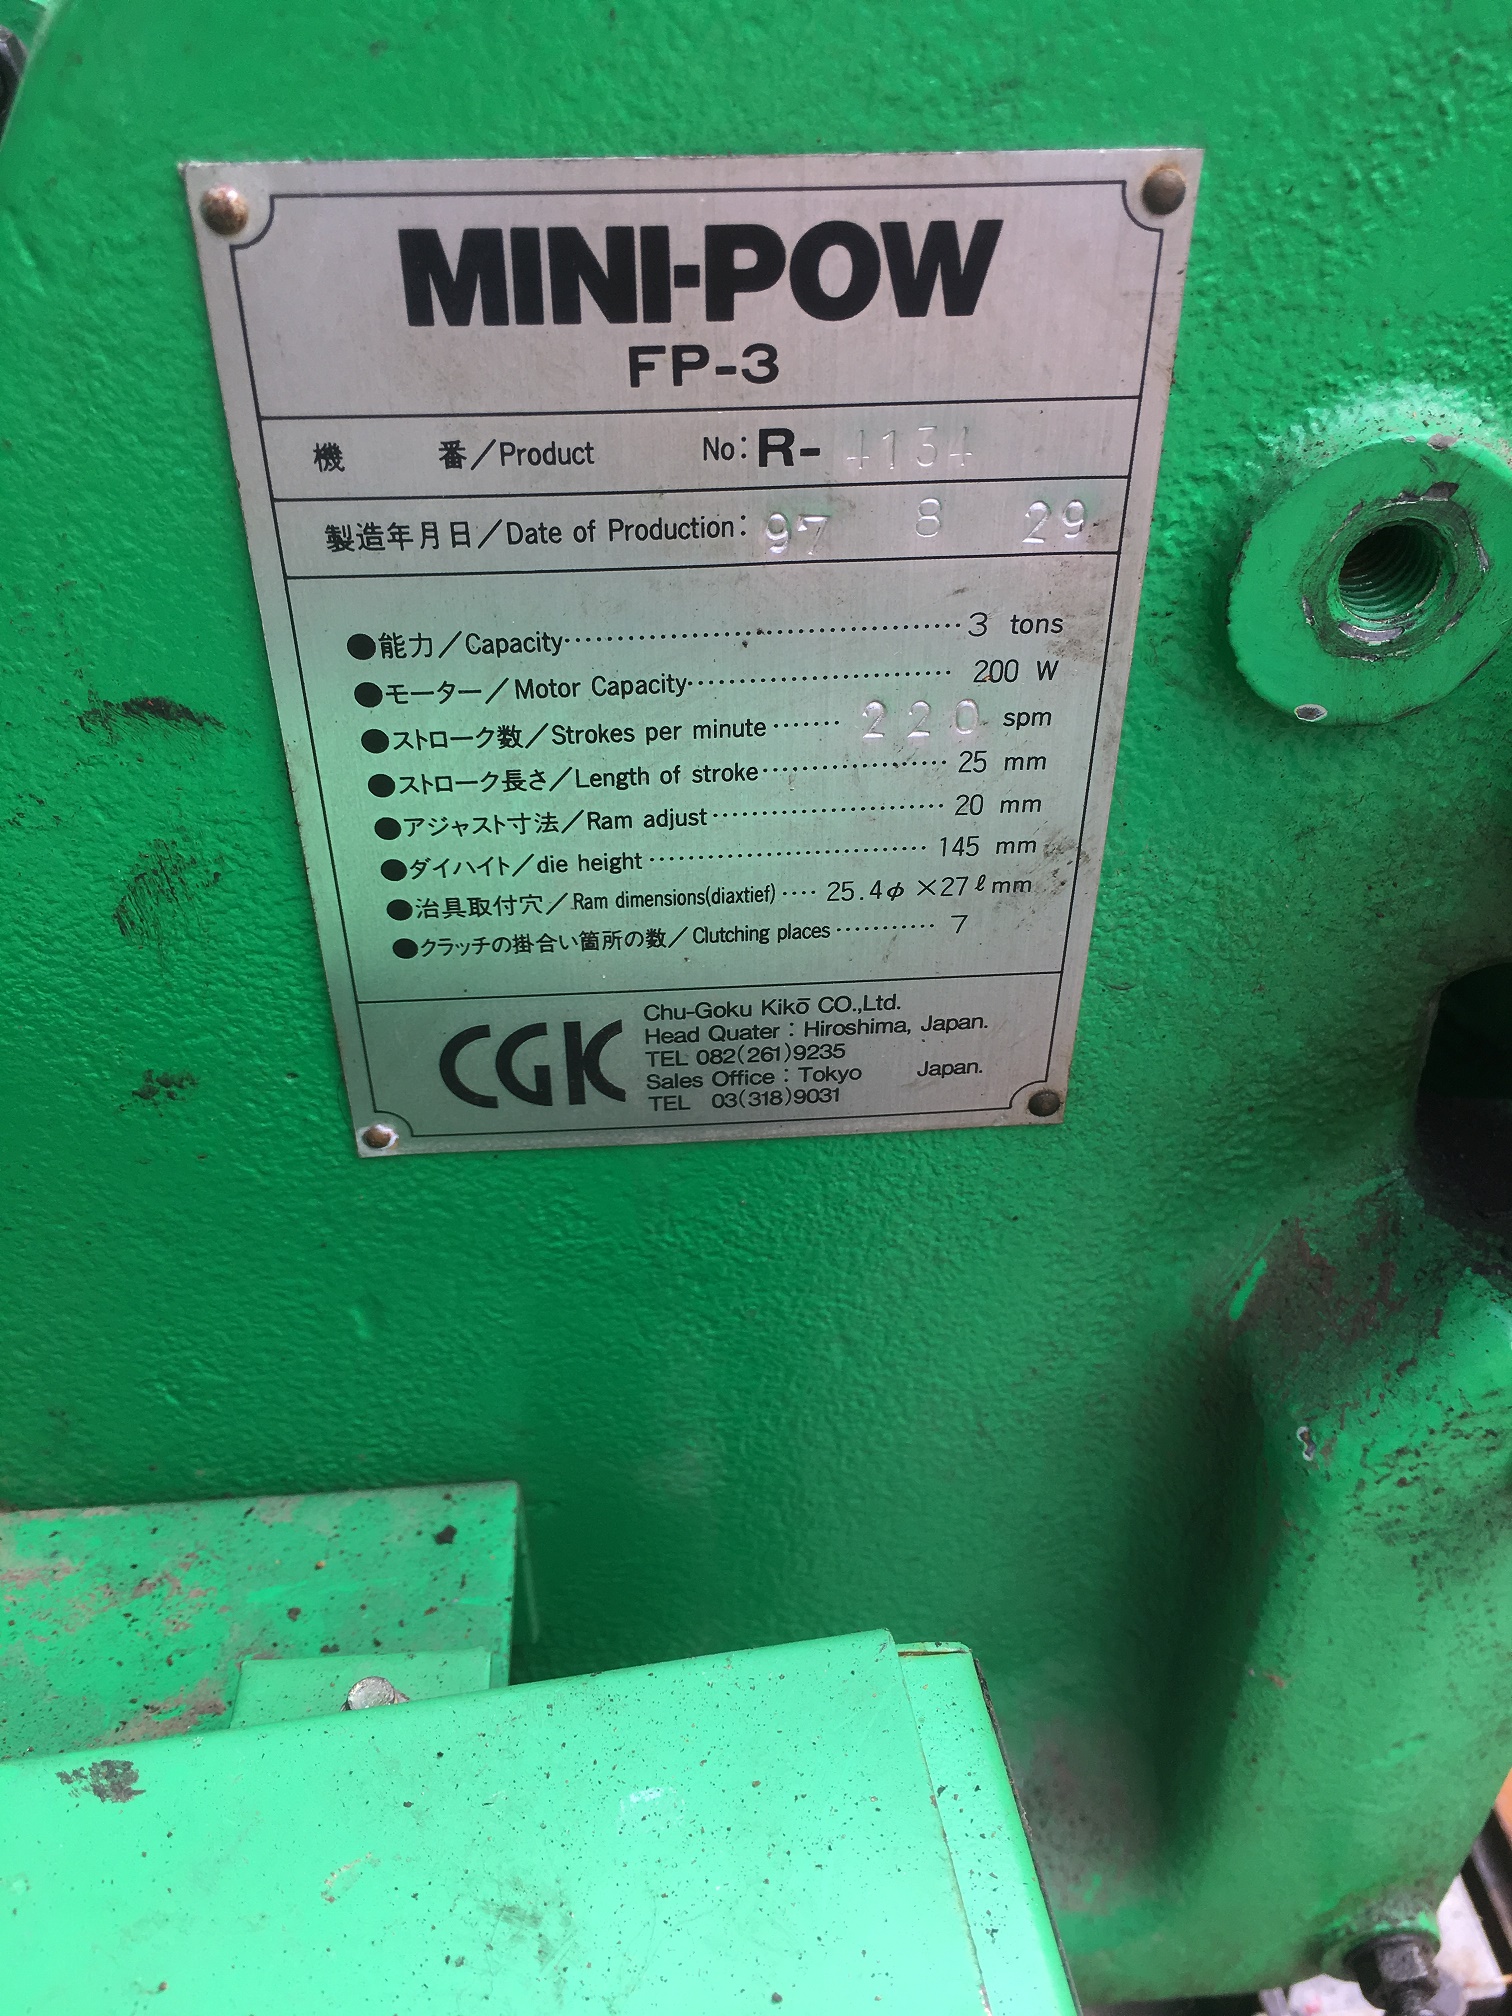 MINI-POW
FP-3
機 番/Product No: R- 4134
製造年月日/Date of Production: 97 8 29
●能力/Capacity……………………………3 tons
●モーター/Motor Capacity……………………200 W
●ストローク数/Strokes per minute……220 spm
●ストローク長さ/Length of stroke………………25 mm
●アジャスト寸法/Ram adjust……………………20 mm
●ダイハイト/die height…………………………145 mm
●治具取付穴/Ram dimensions(diaxtief)…25.4φ×27ℓmm
●クラッチの掛合い箇所の数/Clutching places…………7
CGK
Chu-Goku Kikō CO.,Ltd.
Head Quater : Hiroshima, Japan.
TEL 082(261)9235
Sales Office : Tokyo Japan.
TEL 03(318)9031